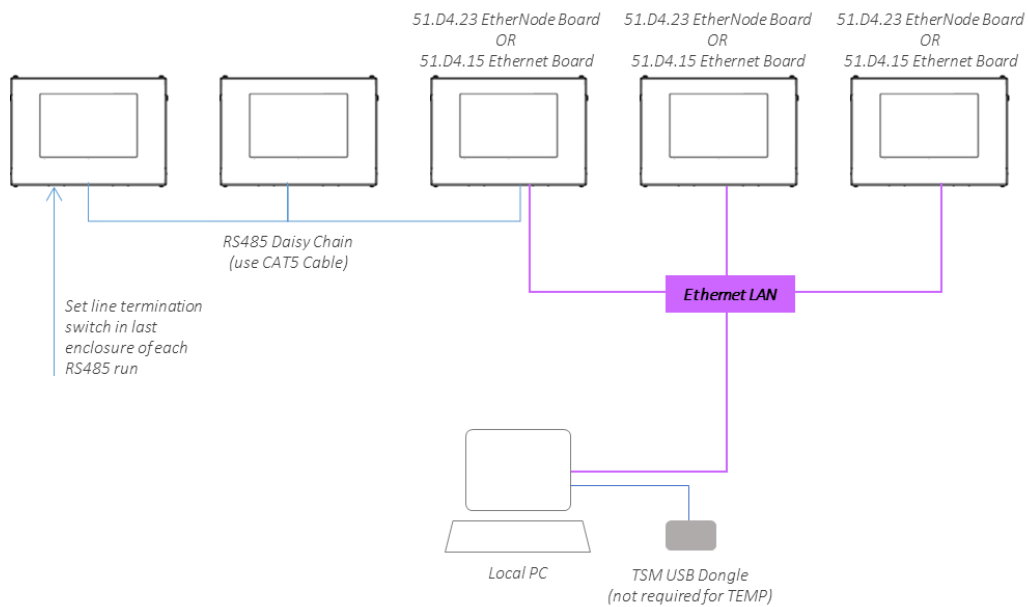 51.D4.23 EtherNode Board
OR
51.D4.15 Ethernet Board
51.D4.23 EtherNode Board
OR
51.D4.15 Ethernet Board
51.D4.23 EtherNode Board
OR
51.D4.15 Ethernet Board
RS485 Daisy Chain
(use CAT5 Cable)
Ethernet LAN
Set line termination
switch in last
enclosure of each
RS485 run
Local PC
TSM USB Dongle
(not required for TEMP)